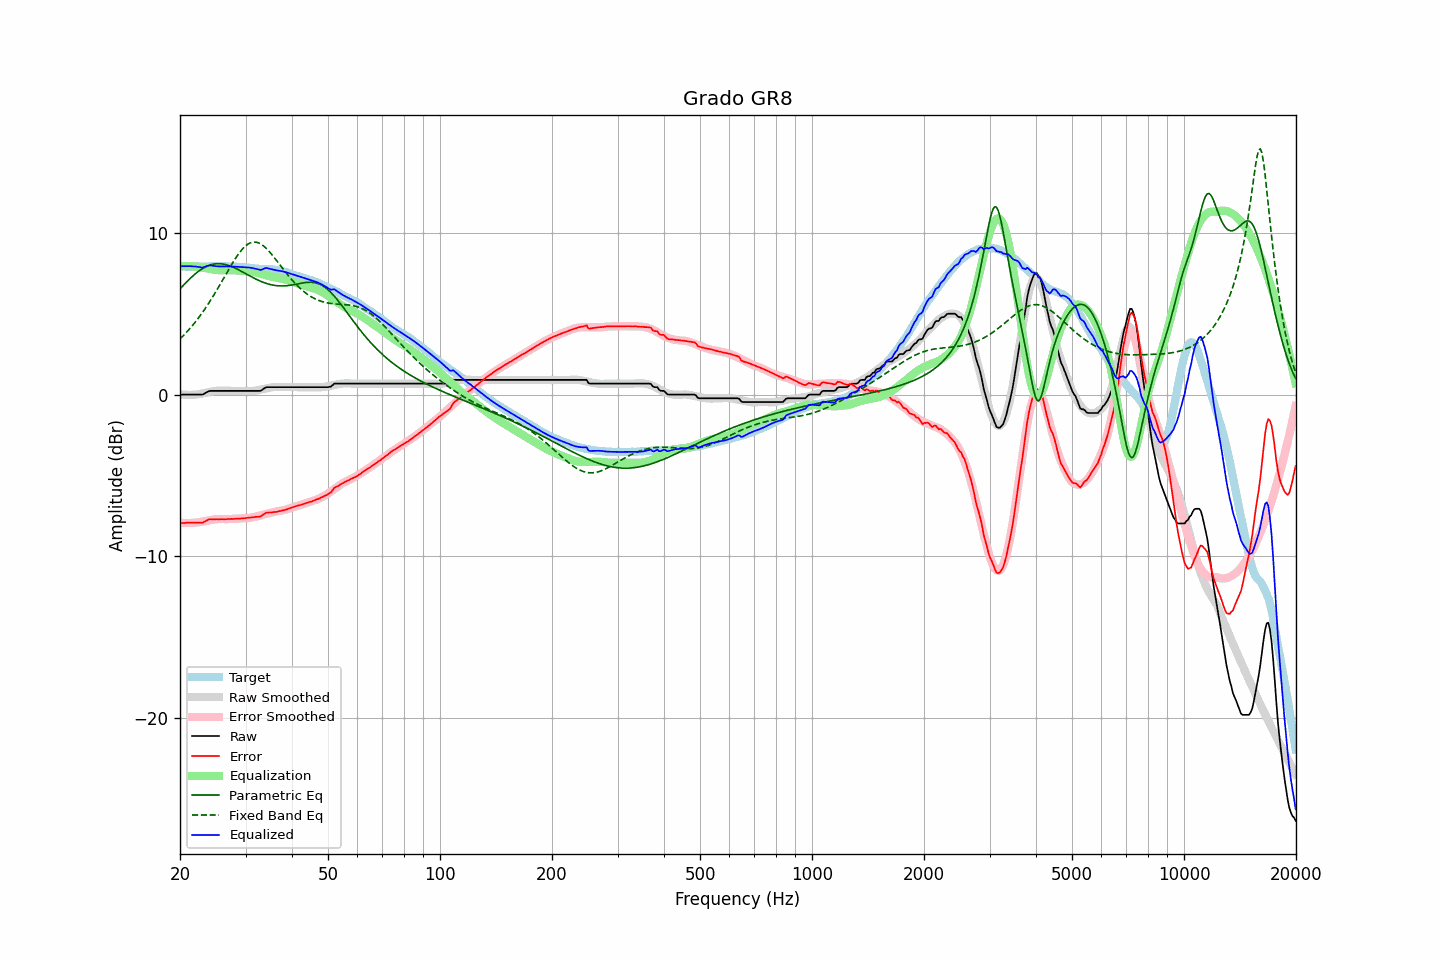 Grado GR8
Amplitude (dBr)
10
0
−10
−20
Target
Raw Smoothed
Error Smoothed
Raw
Error
Equalization
Parametric Eq
Fixed Band Eq
Equalized
20 50 100 200 500 1000 2000 5000 10000 20000
Frequency (Hz)